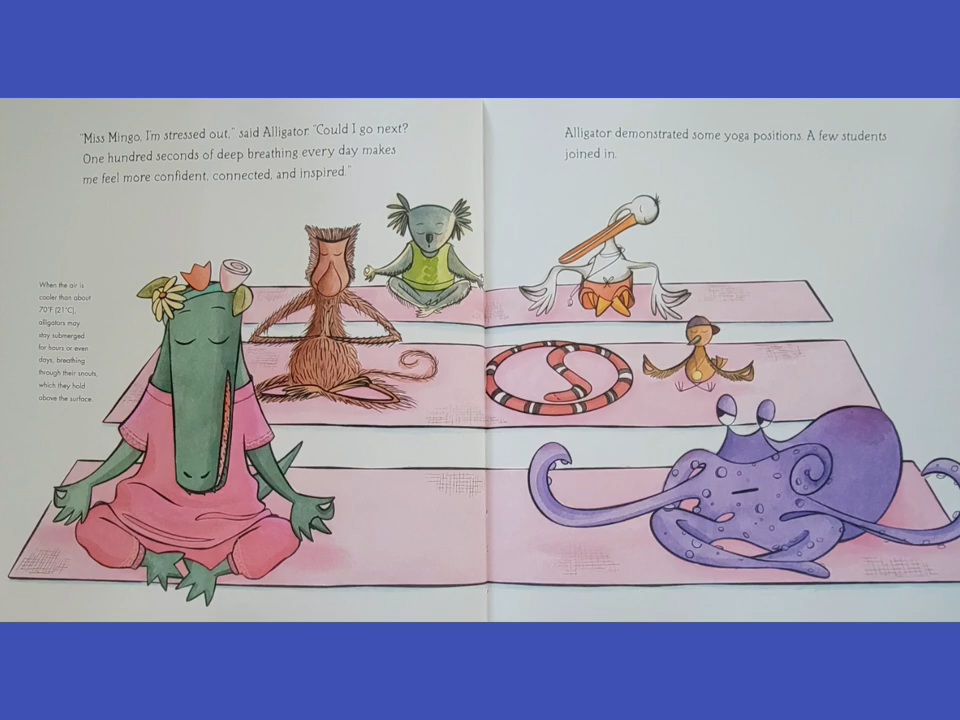 "Miss Mingo, I'm stressed out," said Alligator. "Could I go next?
One hundred seconds of deep breathing every day makes
me feel more confident, connected, and inspired."
When the air is
cooler than about
70°F (21°C),
alligators may
stay submerged
for hours or even
days, breathing
through their snouts,
which they hold
above the surface.
Alligator demonstrated some yoga positions. A few students
joined in.